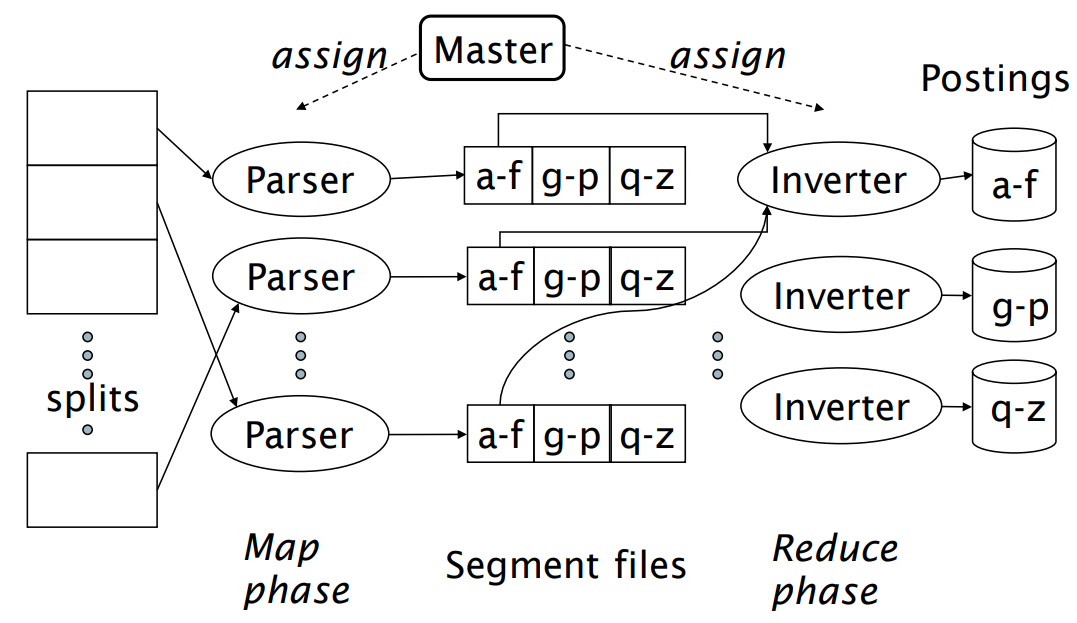 assign
Master
assign
Postings
Parser
a-f g-p q-z
Inverter
a-f
Parser
a-f g-p q-z
Inverter
g-p
splits
Parser
a-f g-p q-z
Inverter
q-z
Map
phase
Segment files
Reduce
phase